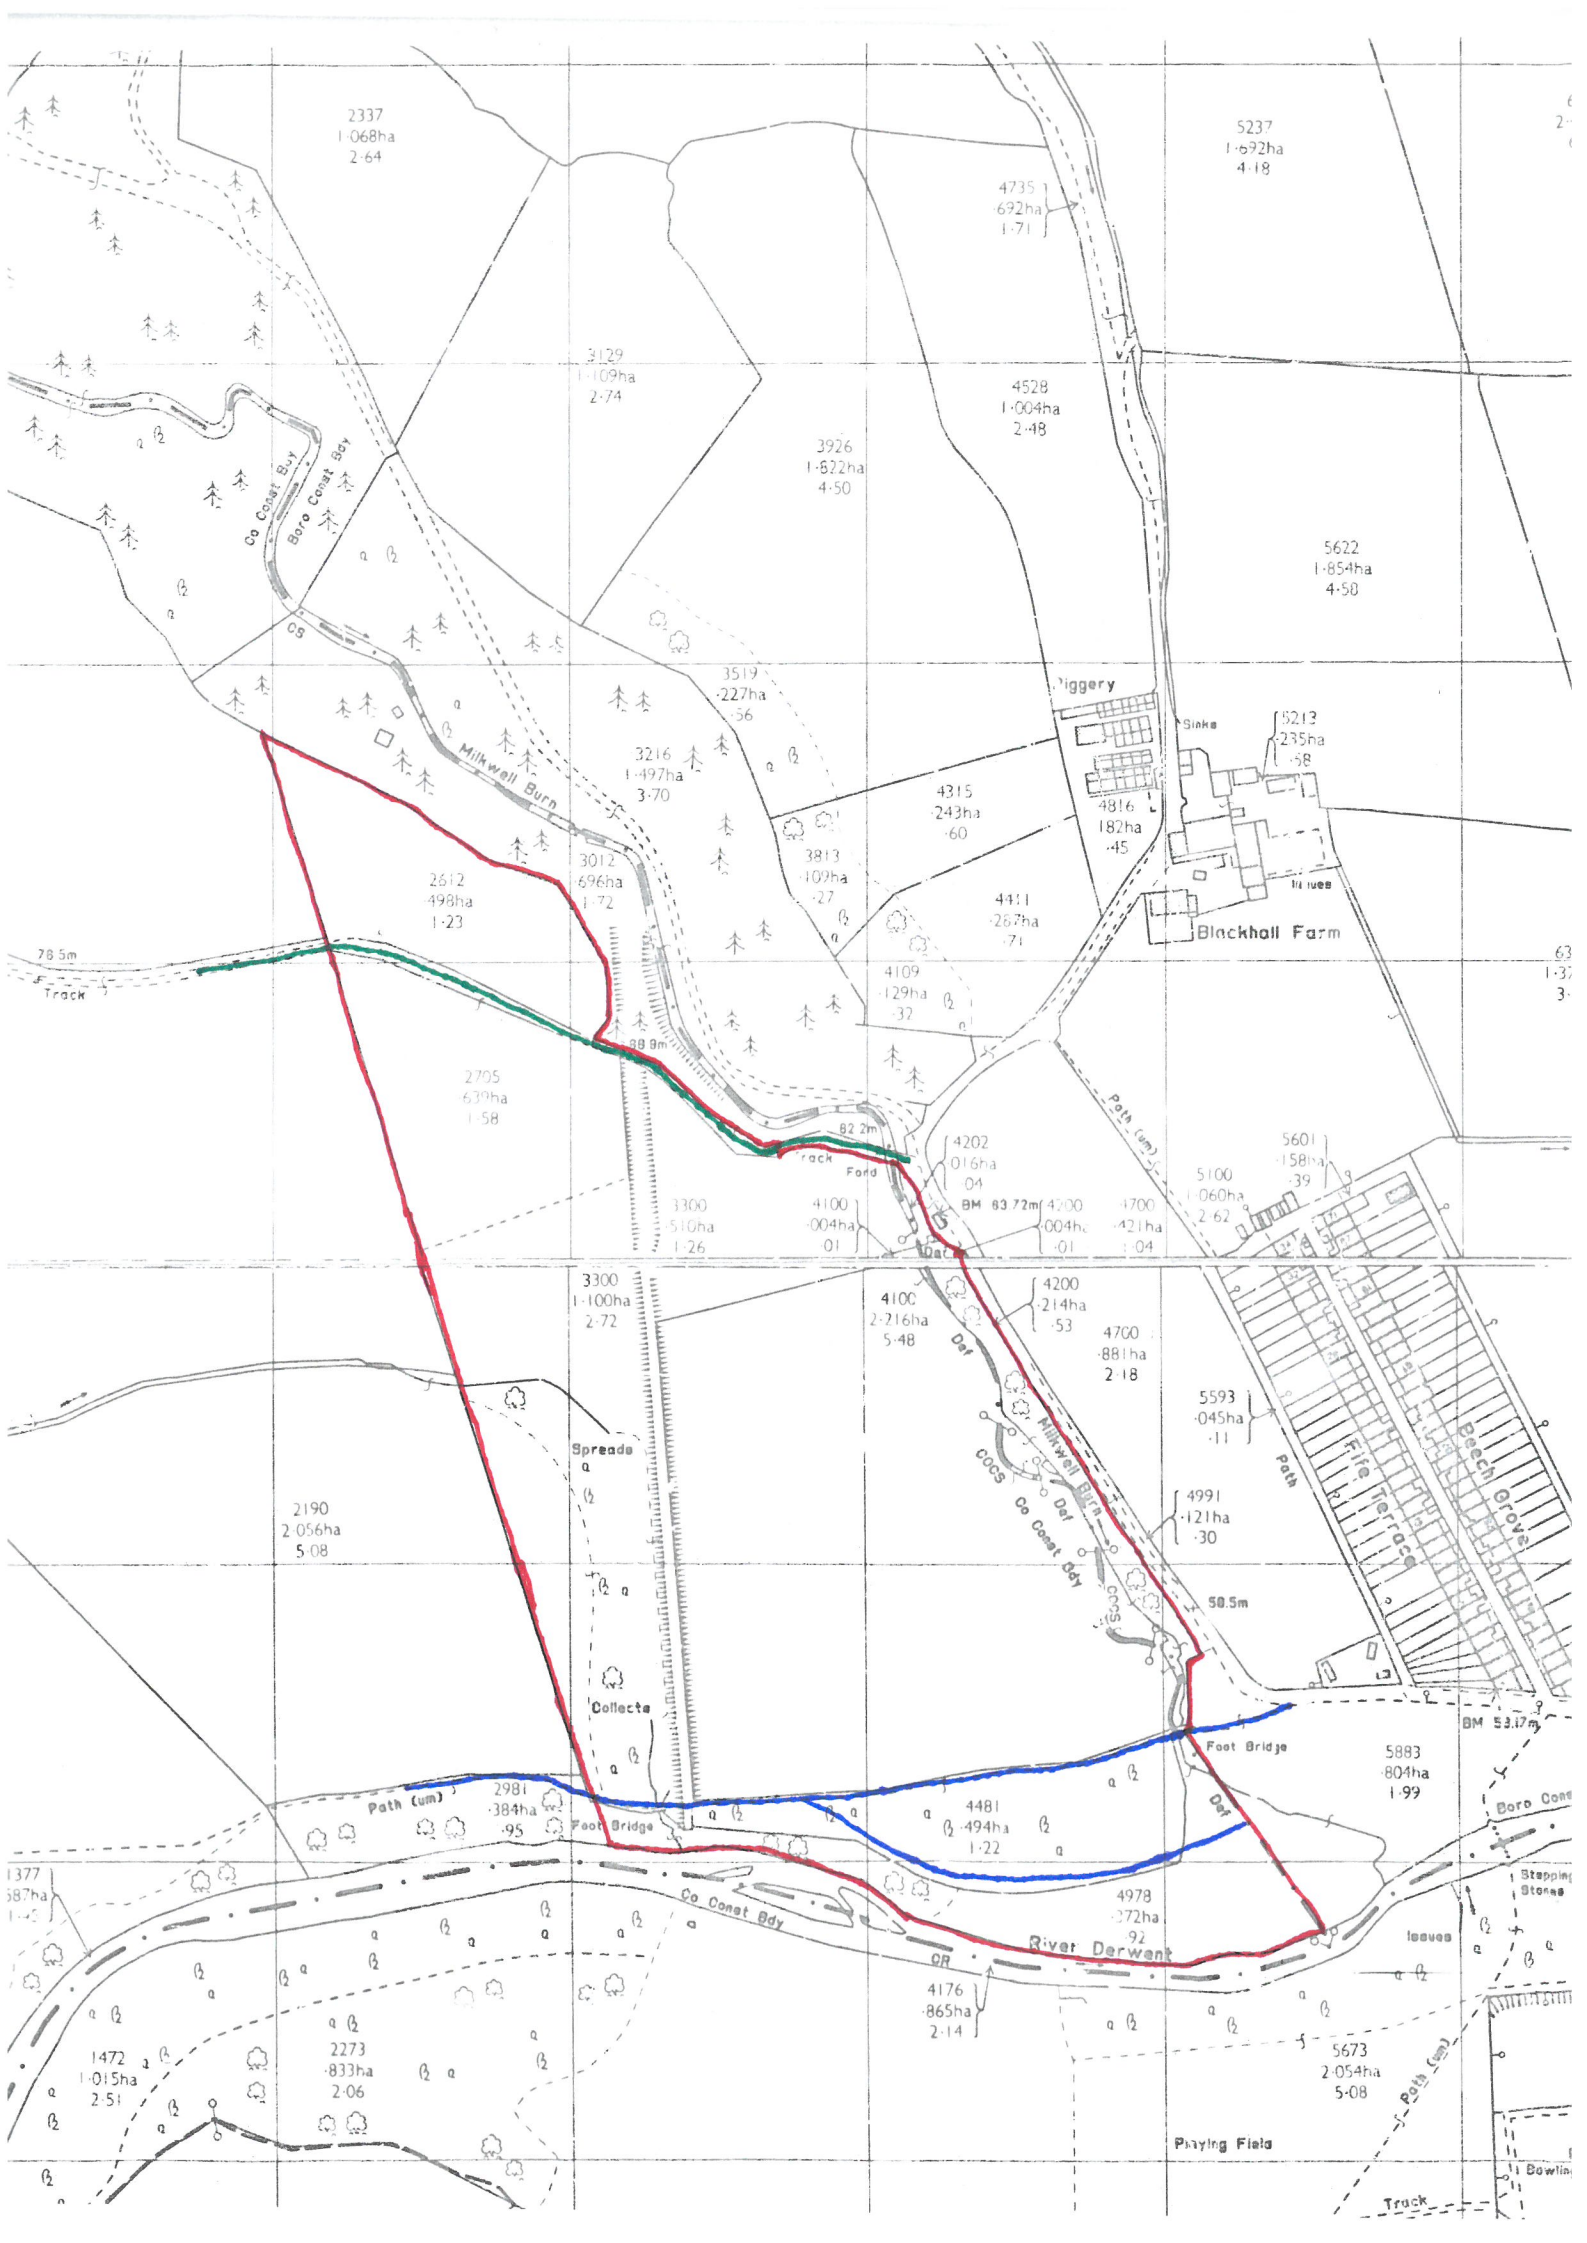 2337
1·068ha
2·64
5237
1·692ha
4·18
4735
·692ha
1·71
3129
1·109ha
2·74
4528
1·004ha
2·48
3926
1·822ha
4·50
Co Const Bdy
Boro Const Bdy
5622
1·854ha
4·58
CS
3519
·227ha
·56
Piggery
Sinks
5213
·235ha
·58
Milkwell Burn
3216
1·497ha
3·70
4315
·243ha
·60
4816
182ha
·45
3012
·696ha
1·72
3813
·109ha
·27
2612
·498ha
1·23
4411
·287ha
·71
Blackhall Farm
78.5m
Track
4109
·129ha
·32
2705
·639ha
1·58
Path (um)
82.2m
Track
Ford
4202
·016ha
·04
5601
·158ha
·39
5100
1·060ha
2·62
BM 63.72m
3300
·510ha
1·26
4100
·004ha
·01
4200
·004ha
·01
4700
·421ha
1·04
Def
3300
1·100ha
2·72
4100
2·216ha
5·48
Def
4200
·214ha
·53
4700
·881ha
2·18
5593
·045ha
·11
Path
Fife Terrace
Beech Grove
Spreads
Milkwell Burn
COCS
Co Const Bdy
Def
4991
·121ha
·30
2190
2·056ha
5·08
COCS
58.5m
Collects
BM 53.17m
Foot Bridge
5883
·804ha
1·99
Path (um)
2981
·384ha
·95
Foot Bridge
4481
·494ha
1·22
Def
Boro Cons
1377
Stepping
Stones
4978
·372ha
·92
Co Const Bdy
River Derwent
CR
Issues
4176
·865ha
2·14
1472
1·015ha
2·51
2273
·833ha
2·06
5673
2·054ha
5·08
Path (um)
Playing Field
Bowlin
Track